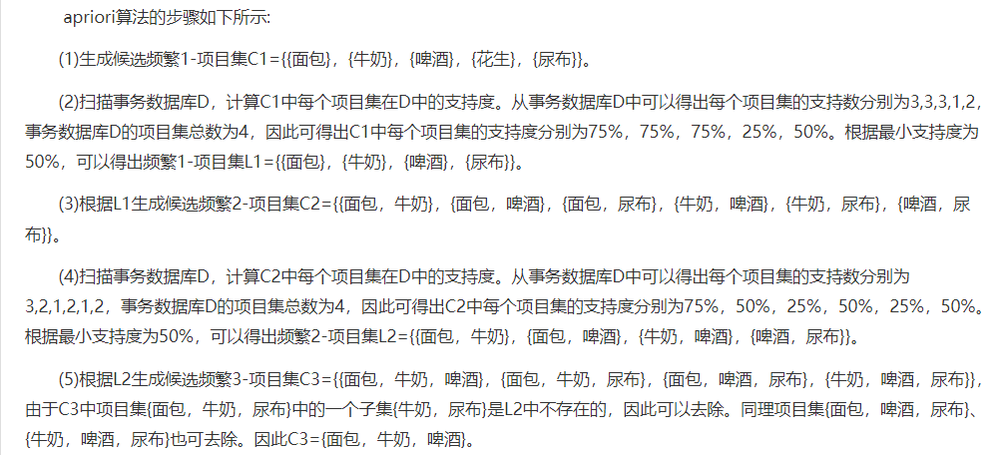 apriori算法的步骤如下所示:
(1)生成候选频繁1-项目集C1={{面包}，{牛奶}，{啤酒}，{花生}，{尿布}}。
(2)扫描事务数据库D，计算C1中每个项目集在D中的支持度。从事务数据库D中可以得出每个项目集的支持数分别为3,3,3,1,2，
事务数据库D的项目集总数为4，因此可得出C1中每个项目集的支持度分别为75%，75%，75%，25%，50%。根据最小支持度为
50%，可以得出频繁1-项目集L1={{面包}，{牛奶}，{啤酒}，{尿布}}。
(3)根据L1生成候选频繁2-项目集C2={{面包，牛奶}，{面包，啤酒}，{面包，尿布}，{牛奶，啤酒}，{牛奶，尿布}，{啤酒，尿
布}}。
(4)扫描事务数据库D，计算C2中每个项目集在D中的支持度。从事务数据库D中可以得出每个项目集的支持数分别为
3,2,1,2,1,2，事务数据库D的项目集总数为4，因此可得出C2中每个项目集的支持度分别为75%，50%，25%，50%，25%，50%。
根据最小支持度为50%，可以得出频繁2-项目集L2={{面包，牛奶}，{面包，啤酒}，{牛奶，啤酒}，{啤酒，尿布}}。
(5)根据L2生成候选频繁3-项目集C3={{面包，牛奶，啤酒}，{面包，牛奶，尿布}，{面包，啤酒，尿布}，{牛奶，啤酒，尿布}}，
由于C3中项目集{面包，牛奶，尿布}中的一个子集{牛奶，尿布}是L2中不存在的，因此可以去除。同理项目集{面包，啤酒，尿布}、
{牛奶，啤酒，尿布}也可去除。因此C3={面包，牛奶，啤酒}。